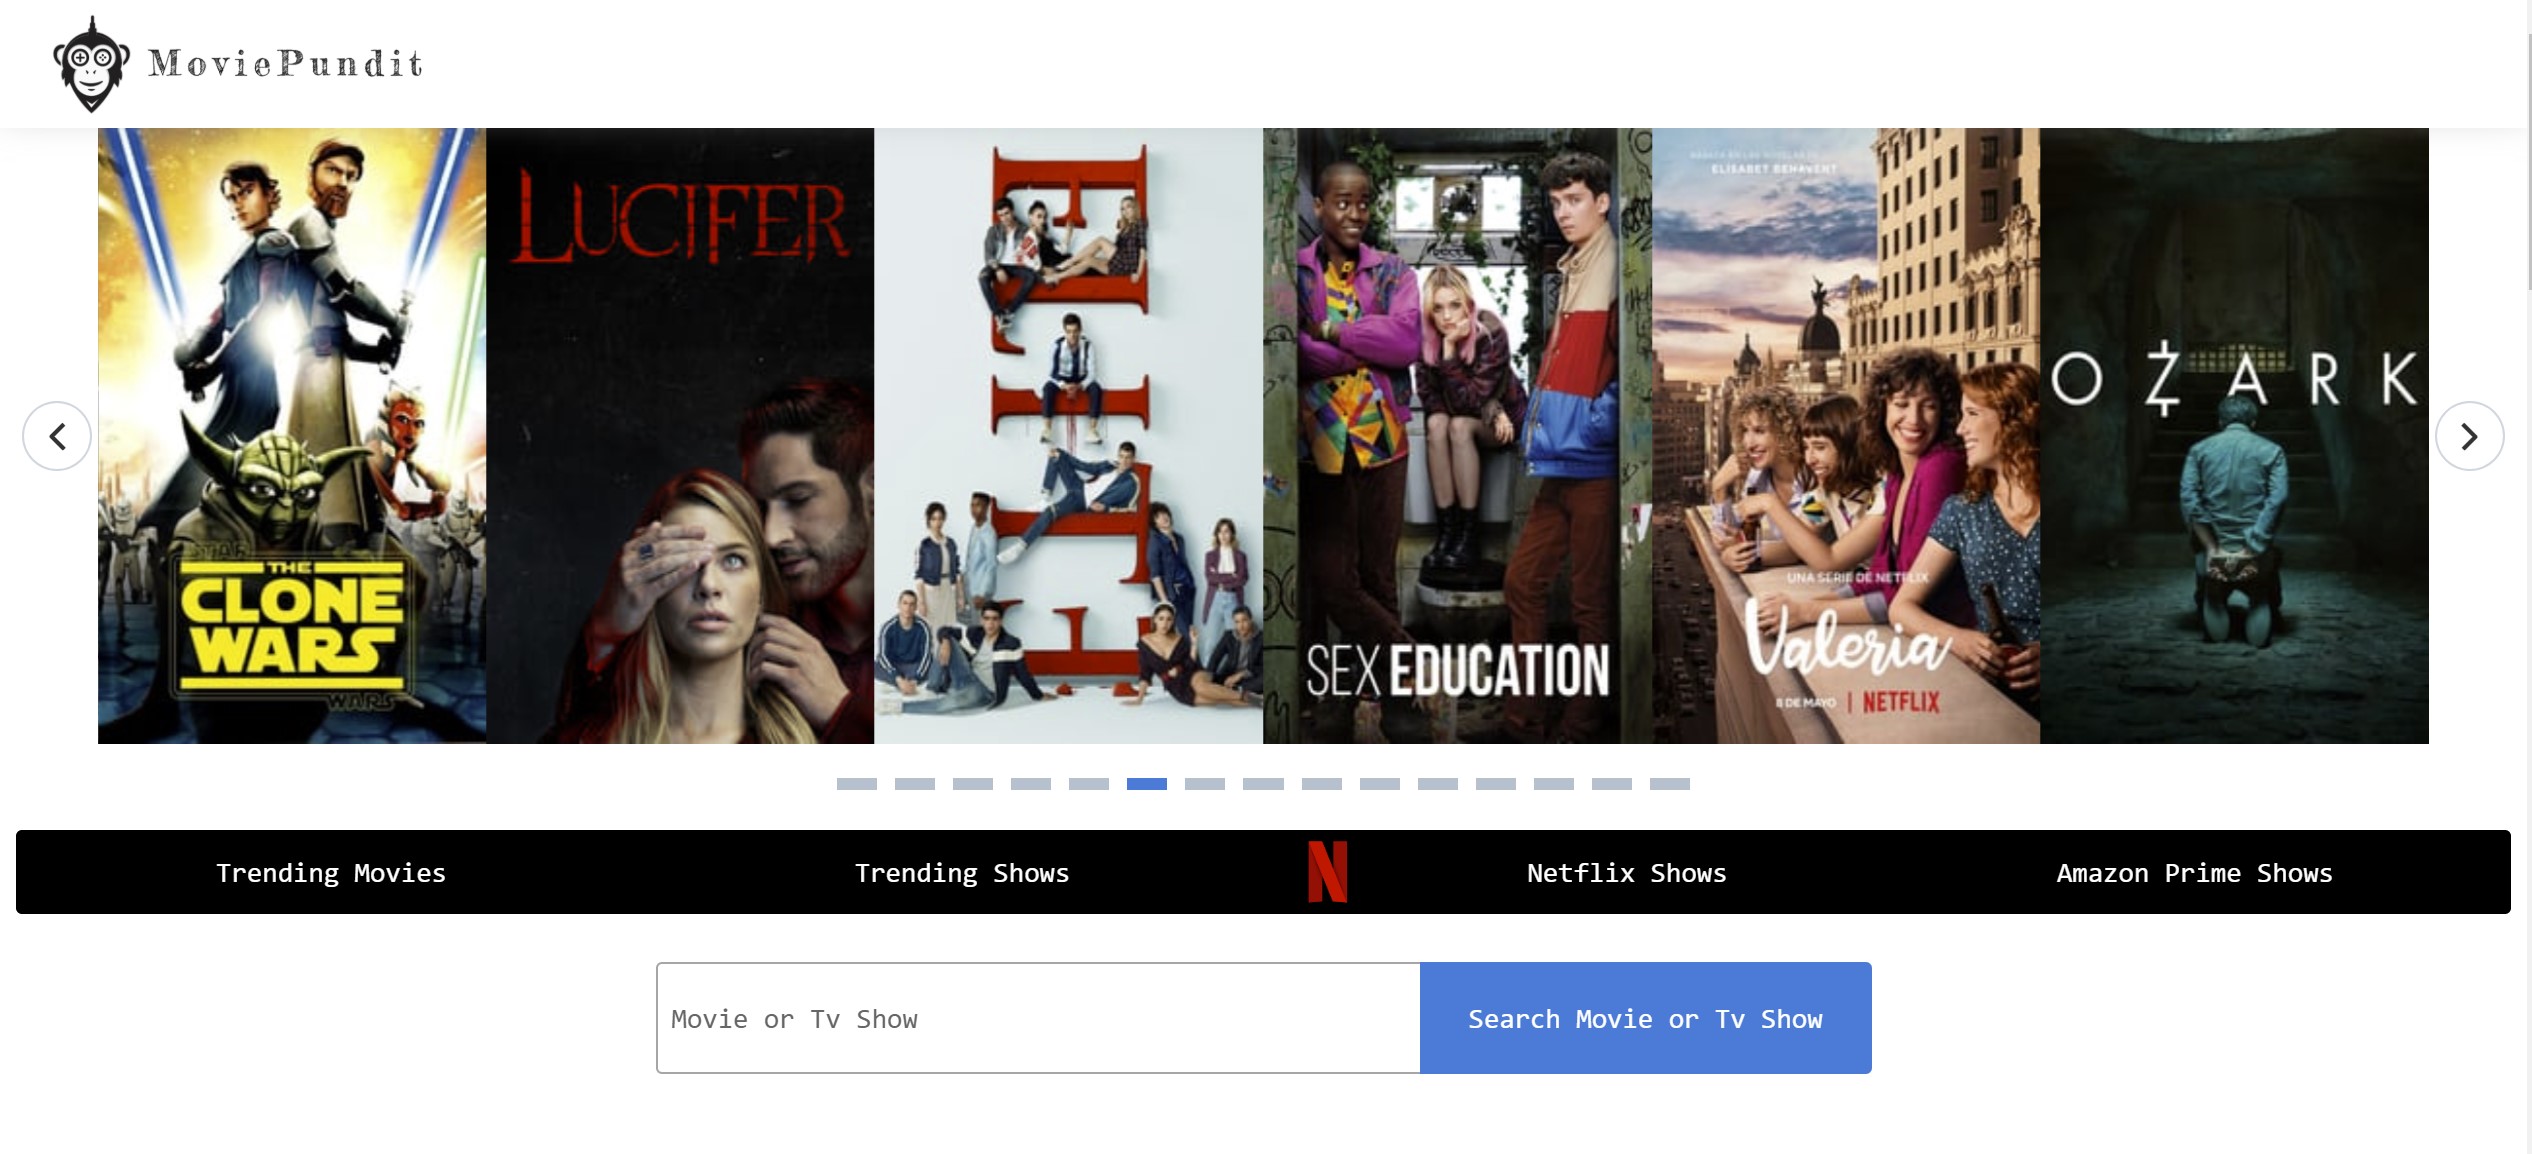 MoviePundit
STAR
THE
CLONE
WARS
WARS
LUCIFER
ELITE
SEX EDUCATION
ELÍSABET BENAVENT
UNA SERIE DE NETFLIX
Valeria
8 DE MAYO | NETFLIX
OZARK
Trending Movies
Trending Shows
N
Netflix Shows
Amazon Prime Shows
Movie or Tv Show
Search Movie or Tv Show